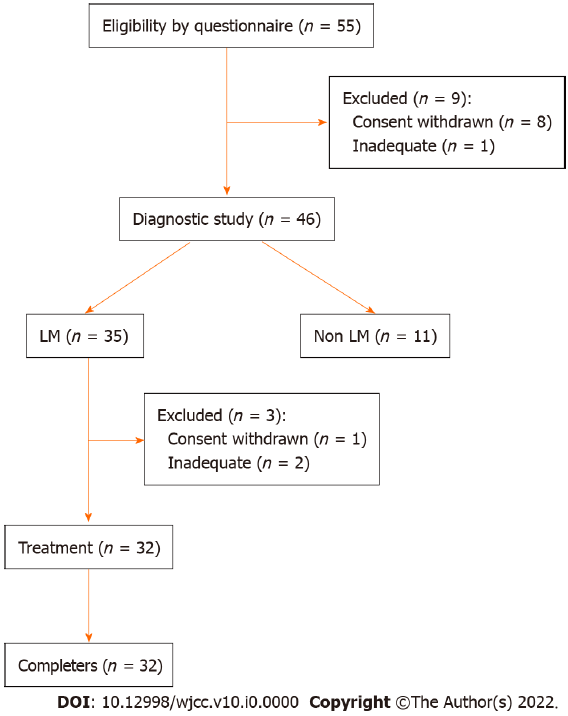 Eligibility by questionnaire (n = 55)
Excluded (n = 9):
Consent withdrawn (n = 8)
Inadequate (n = 1)
Diagnostic study (n = 46)
LM (n = 35)
Non LM (n = 11)
Excluded (n = 3):
Consent withdrawn (n = 1)
Inadequate (n = 2)
Treatment (n = 32)
Completers (n = 32)
DOI: 10.12998/wjcc.v10.i0.0000 Copyright ©The Author(s) 2022.